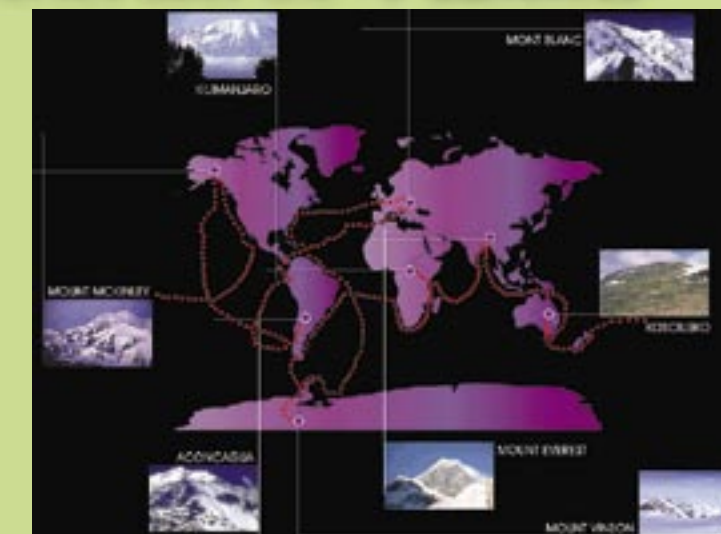 KILIMANJARO
MONT BLANC
MOUNT MCKINLEY
KOSCIUSKO
ACONCAGUA
MOUNT EVEREST
MOUNT VINSON